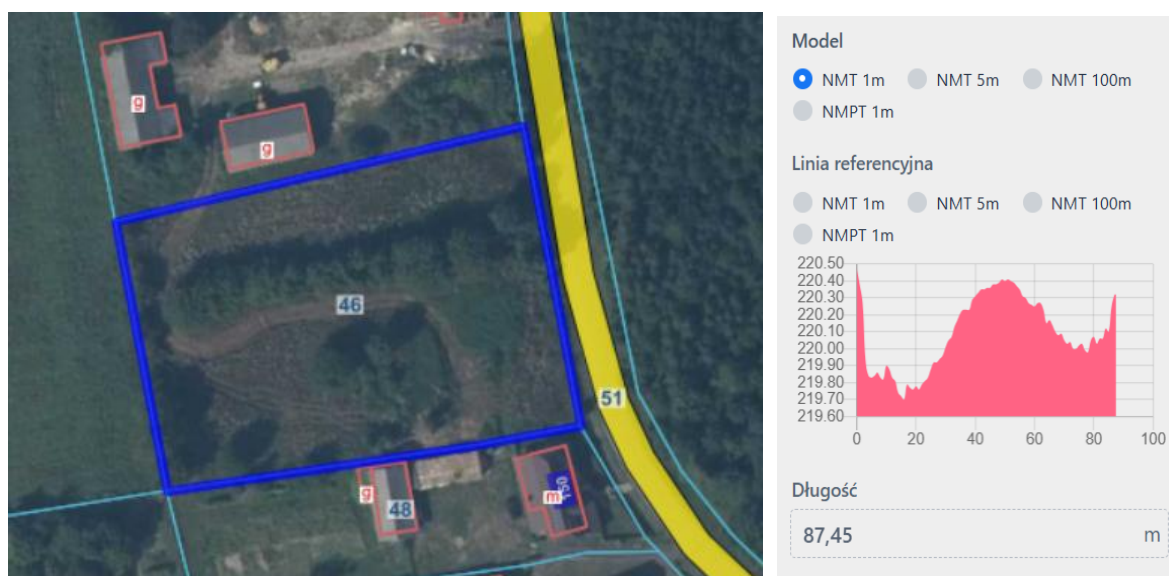 g
g
46
51
g
48
m
150
Model
NMT 1m NMT 5m NMT 100m
NMPT 1m
Linia referencyjna
NMT 1m NMT 5m NMT 100m
NMPT 1m
220.50
220.40
220.30
220.20
220.10
220.00
219.90
219.80
219.70
219.60
0 20 40 60 80 100
Długość
87,45 m